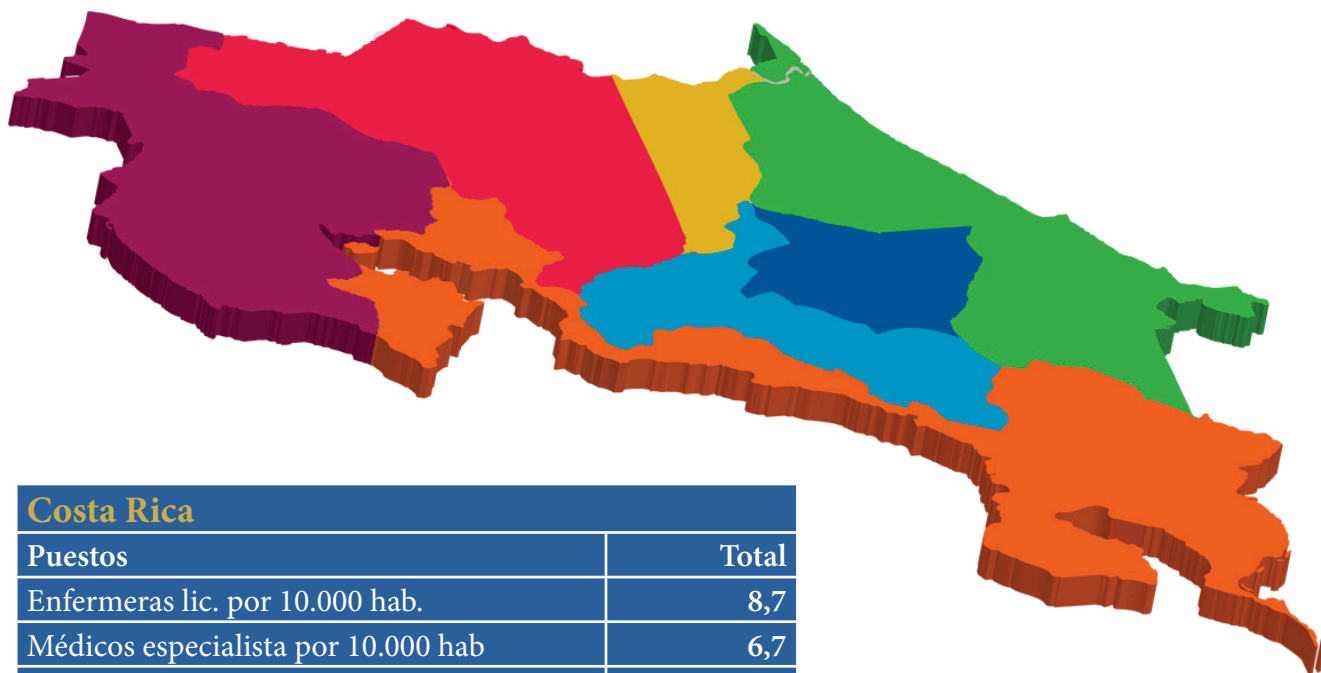 Costa Rica
Puestos Total
Enfermeras lic. por 10.000 hab. 8,7
Médicos especialista por 10.000 hab 6,7